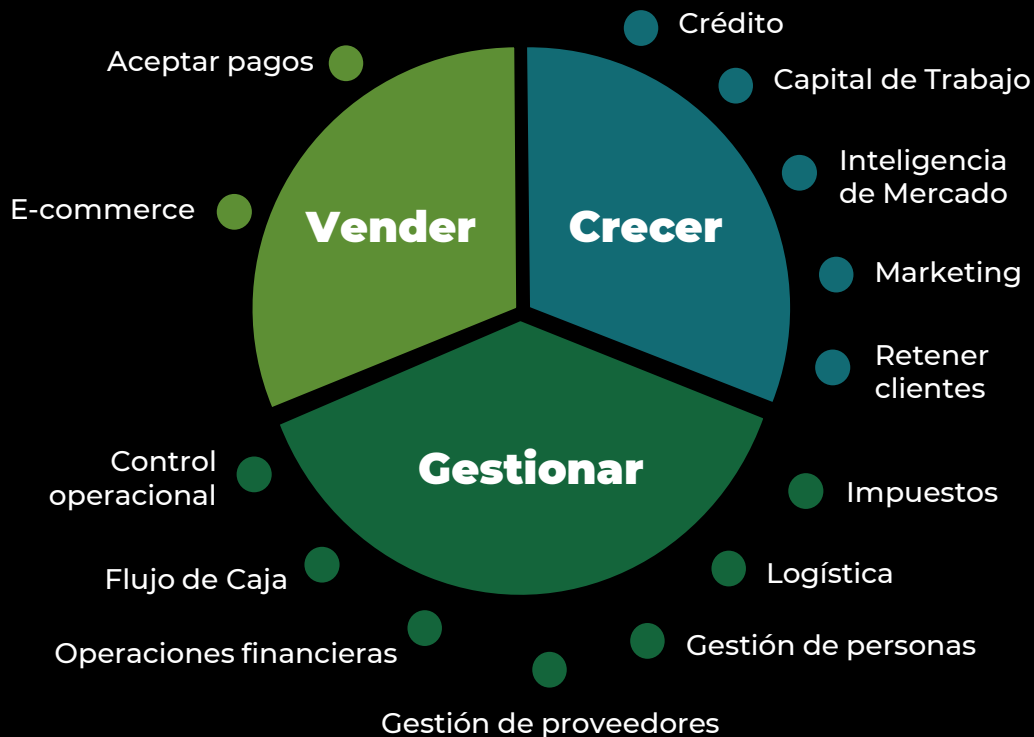 Crédito
Aceptar pagos
Capital de Trabajo
Inteligencia
de Mercado
E-commerce
Vender
Crecer
Marketing
Retener
clientes
Control
operacional
Gestionar
Impuestos
Flujo de Caja
Logística
Operaciones financieras
Gestión de personas
Gestión de proveedores